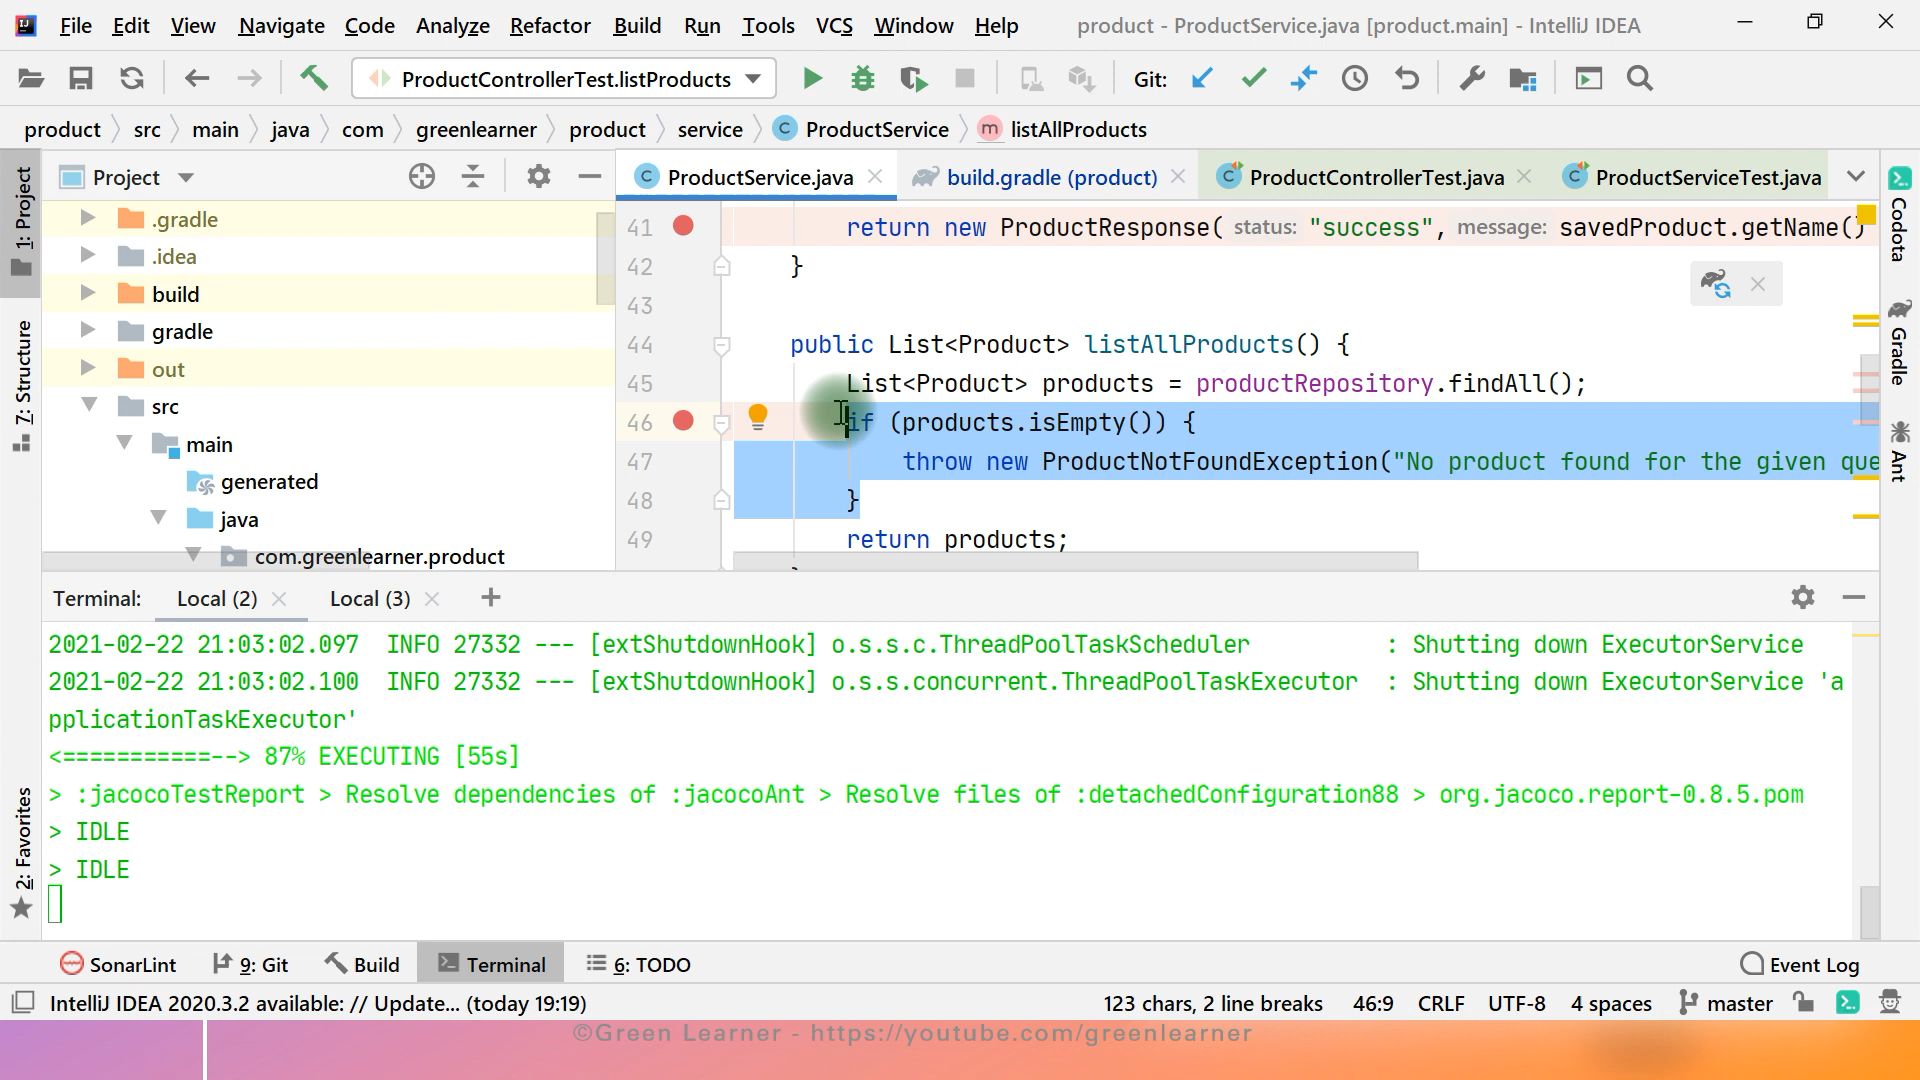 File Edit View Navigate Code Analyze Refactor Build Run Tools VCS Window Help product - ProductService.java [product.main] - IntelliJ IDEA
ProductControllerTest.listProducts Git:
product src main java com greenlearner product service ProductService listAllProducts
1: Project
7: Structure
2: Favorites
Project
.gradle
.idea
build
gradle
out
src
main
generated
java
com.greenlearner.product
ProductService.java build.gradle (product) ProductControllerTest.java ProductServiceTest.java
41 return new ProductResponse( status: "success", message: savedProduct.getName()
42 }
43
44 public List<Product> listAllProducts() {
45 List<Product> products = productRepository.findAll();
46 if (products.isEmpty()) {
47 throw new ProductNotFoundException("No product found for the given que
48 }
49 return products;
Codota
Gradle
Ant
Terminal: Local (2) Local (3) +
2021-02-22 21:03:02.097 INFO 27332 --- [extShutdownHook] o.s.s.c.ThreadPoolTaskScheduler : Shutting down ExecutorService
2021-02-22 21:03:02.100 INFO 27332 --- [extShutdownHook] o.s.s.concurrent.ThreadPoolTaskExecutor : Shutting down ExecutorService 'a
pplicationTaskExecutor'
<===========--> 87% EXECUTING [55s]
> :jacocoTestReport > Resolve dependencies of :jacocoAnt > Resolve files of :detachedConfiguration88 > org.jacoco.report-0.8.5.pom
> IDLE
> IDLE
SonarLint 9: Git Build Terminal 6: TODO Event Log
IntelliJ IDEA 2020.3.2 available: // Update... (today 19:19) 123 chars, 2 line breaks 46:9 CRLF UTF-8 4 spaces master
©Green Learner - https://youtube.com/greenlearner